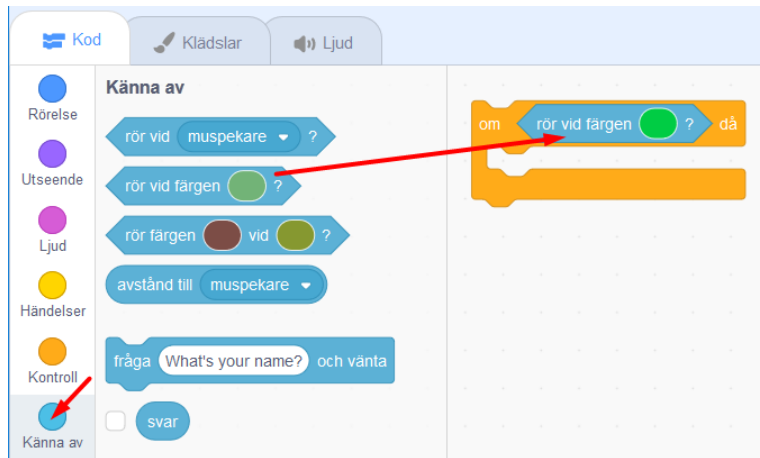 Kod
Klädslar
Ljud
Rörelse
Utseende
Ljud
Händelser
Kontroll
Känna av
Känna av
rör vid muspekare ?
rör vid färgen ?
rör färgen vid ?
avstånd till muspekare
fråga What's your name? och vänta
svar
om rör vid färgen ? då